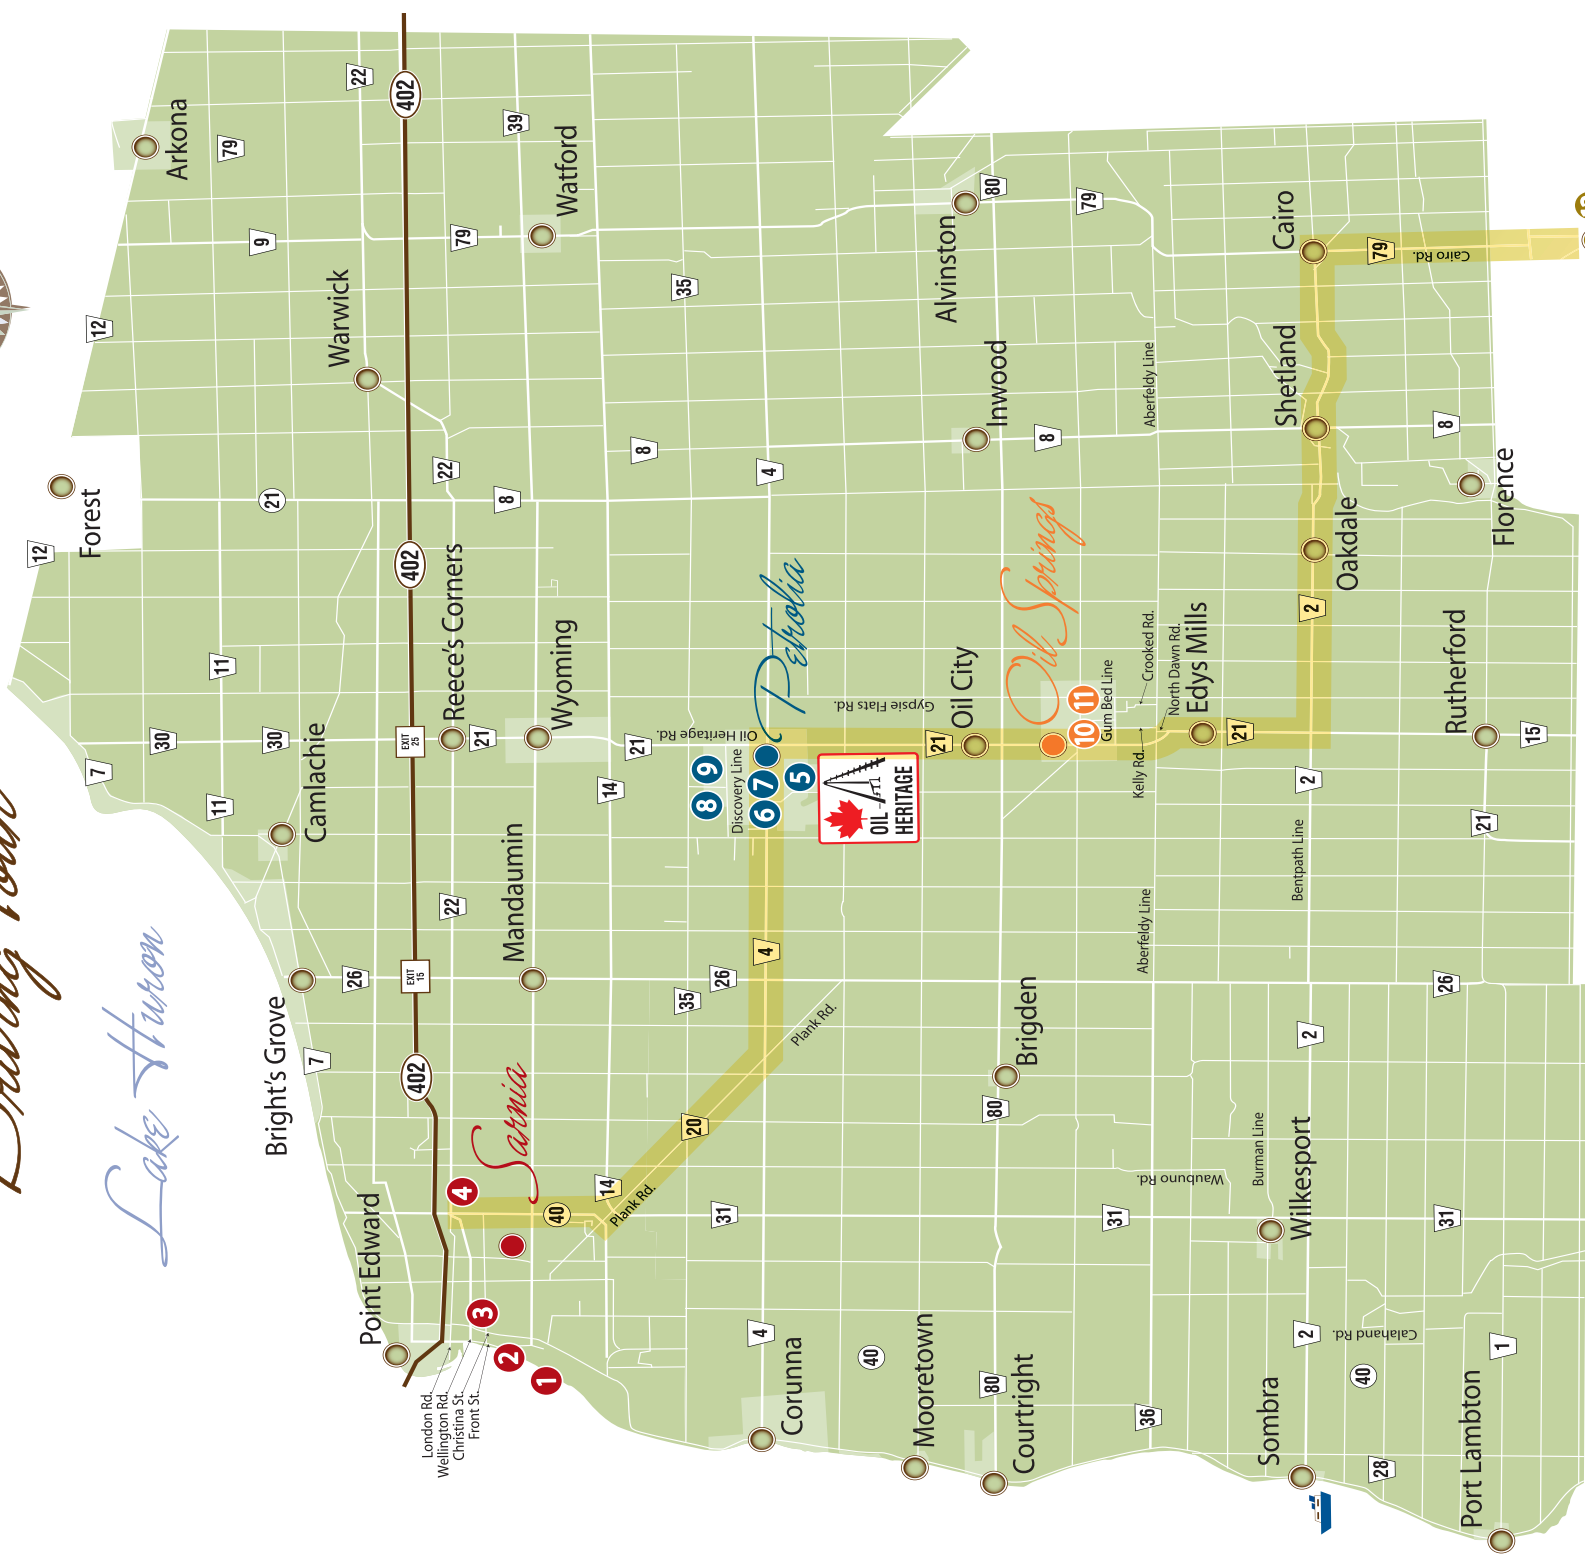 Driving Tour
Lake Huron
Arkona
79
22
402
39
Watford
9
79
12
Warwick
35
Alvinston
80
79
Cairo
79
Cairo Rd.
Forest
12
21
22
8
8
4
Inwood
8
Aberfeldy Line
Shetland
8
Florence
402
Reece's Corners
11
30
30
EXIT
25
21
Wyoming
21
Oil Heritage Rd.
Petrolia
Gypsie Flats Rd.
21
Oil City
Oil Springs
10
11
Gum Bed Line
Crooked Rd.
North Dawn Rd.
Kelly Rd.
Edys Mills
21
2
Oakdale
Rutherford
15
7
11
Camlachie
14
8
9
Discovery Line
6
7
5
OIL
HERITAGE
2
21
Bentpath Line
22
Mandaumin
4
Aberfeldy Line
Bright's Grove
26
EXIT
15
35
26
26
7
402
Plank Rd.
Brigden
80
2
20
Sarnia
4
40
14
Plank Rd.
31
31
Waubuno Rd.
Burman Line
Wilkesport
31
Point Edward
3
2
1
London Rd.
Wellington Rd.
Christina St.
Front St.
4
Corunna
40
Mooretown
80
Courtright
36
2
Calahand Rd.
40
1
Sombra
28
Port Lambton